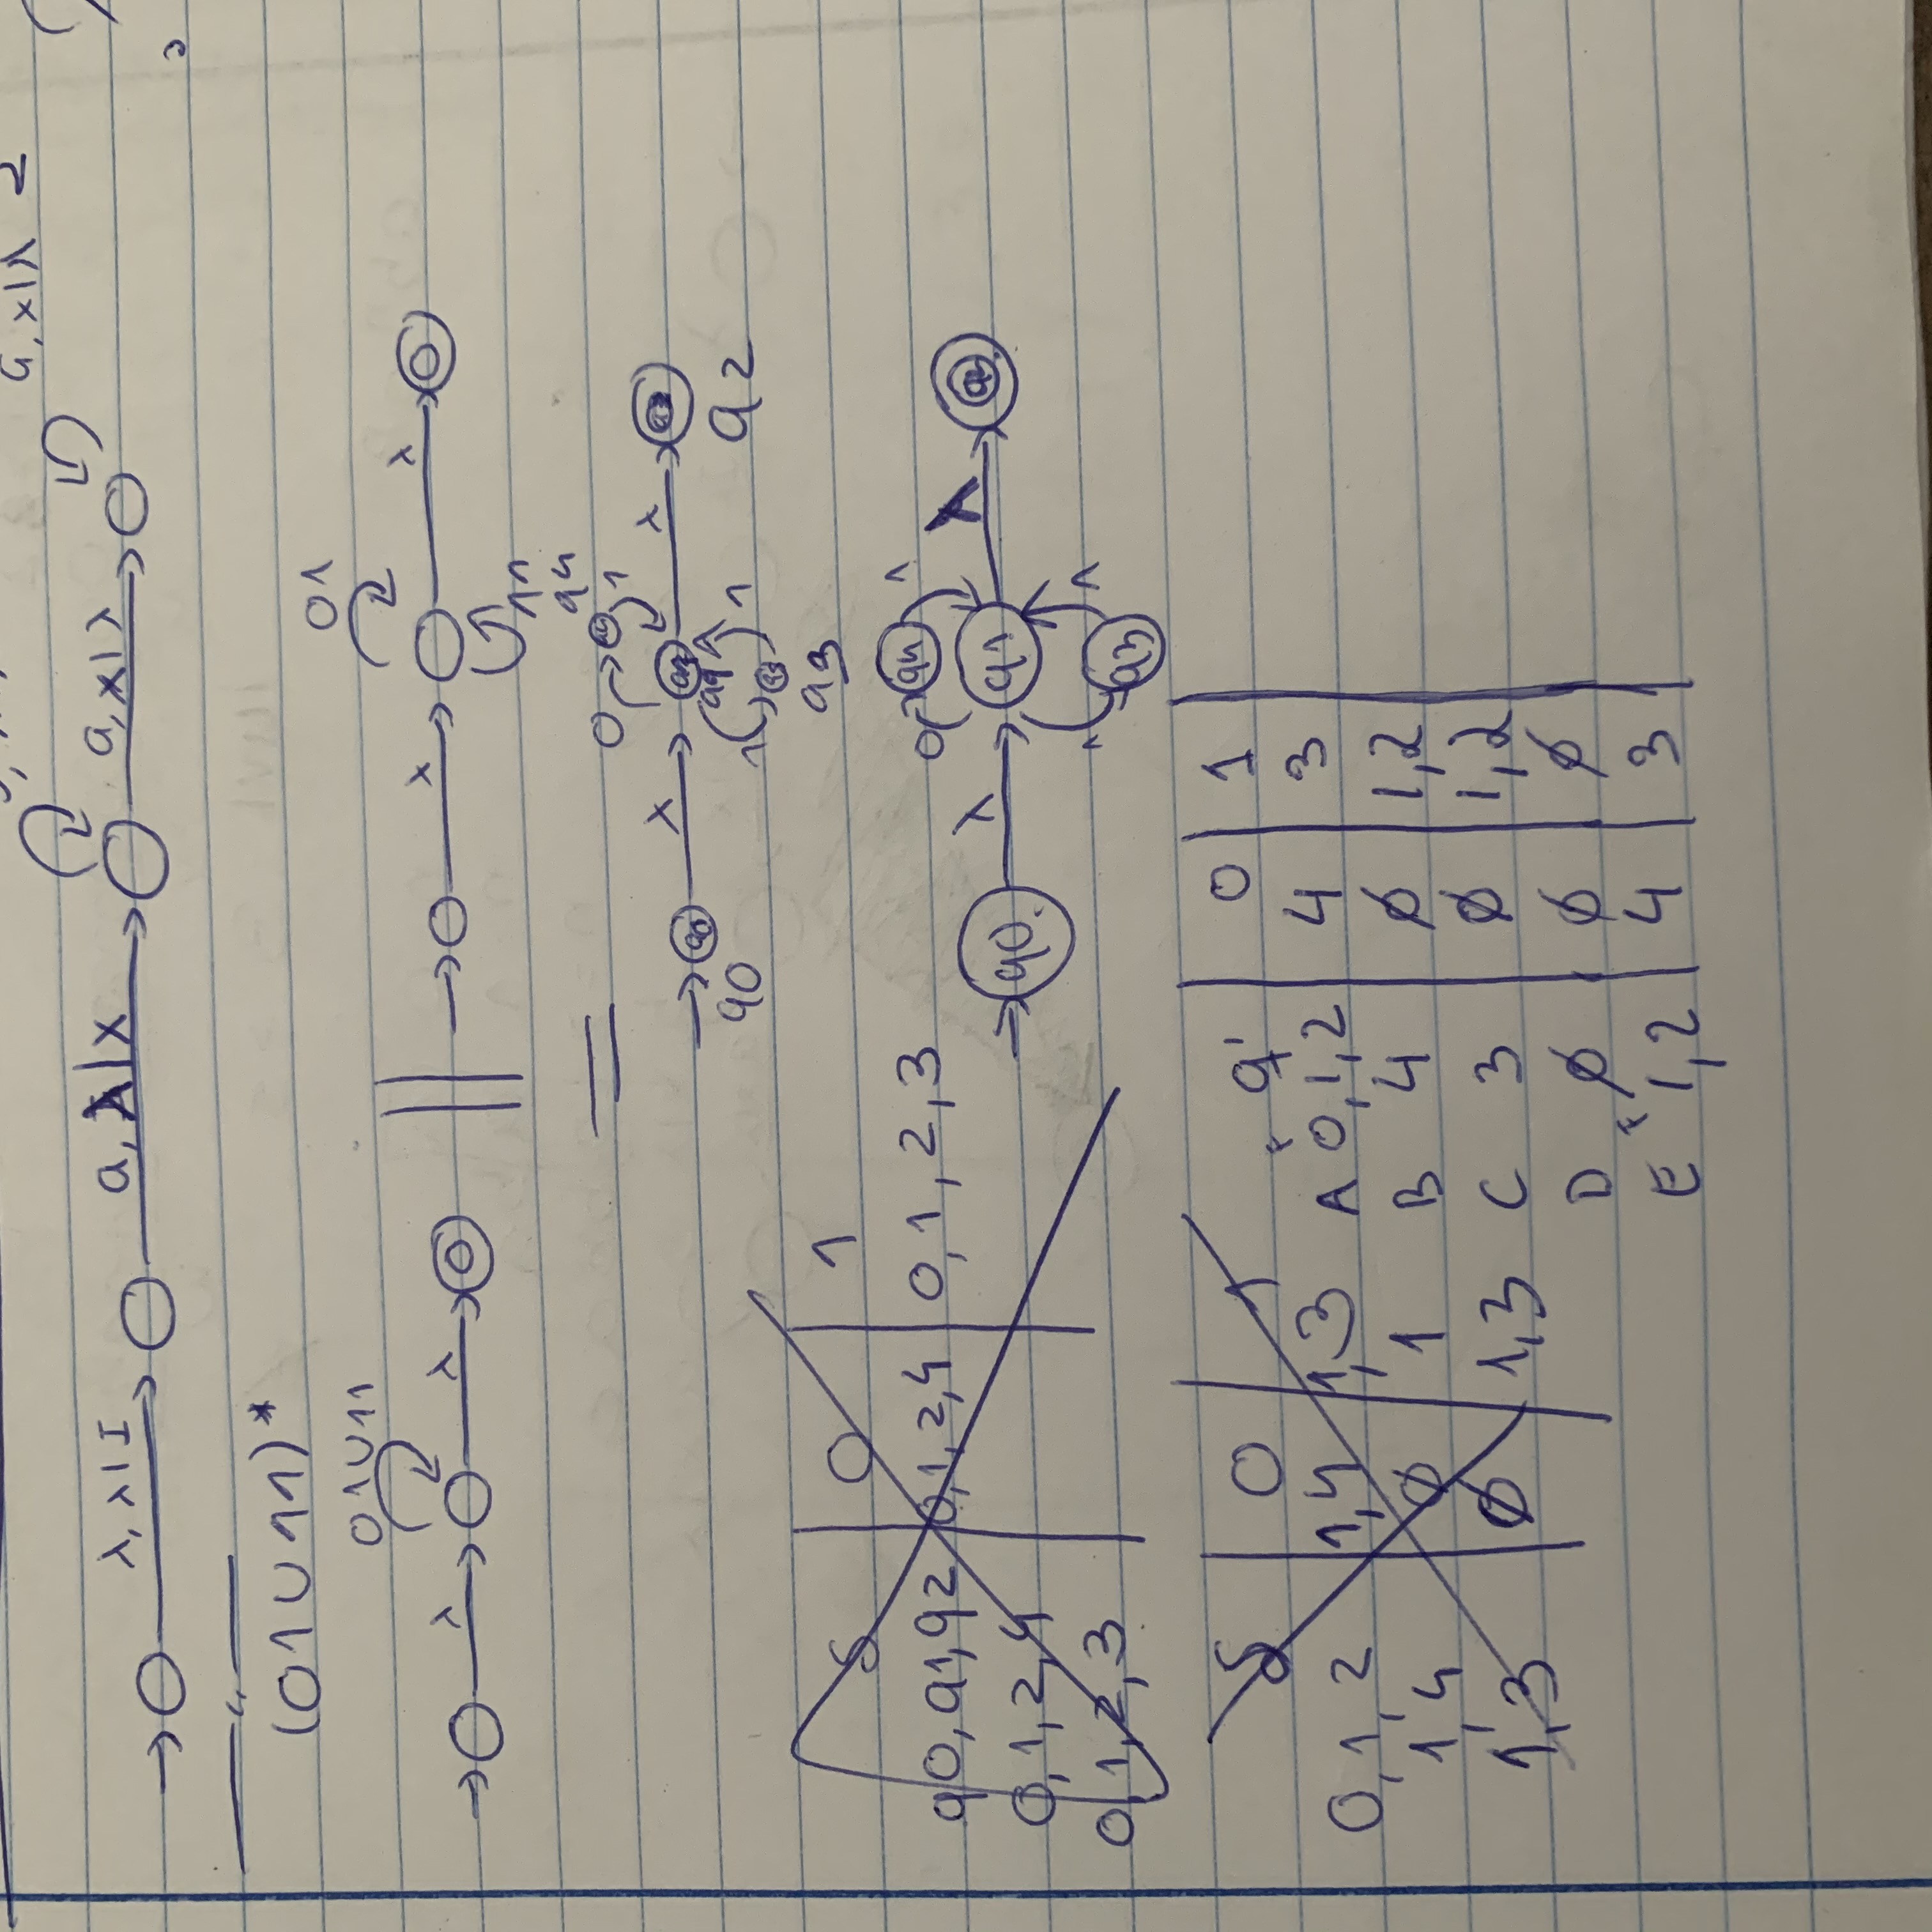 a, x|λ 2
λ, λ|I a, λ|x a, x|λ
(01∪11)*
01∪11 01
λ λ λ λ
11
q4
0 1
λ λ
q0 q1 q2
1 1
q3
S 0 1
q0, q1, q2 0,1,2,4 0,1,2,3
0,1,2,4
0,1,2,3
0 q4 1
q0 λ q1 λ q2
1 q3 1
S 0 1
0,1,2 1,4 1,3
1,4 ∅ 1
1,3 ∅ 1,3
q' 0 1
F
A 0,1,2 4 3
B 4 ∅ 1,2
C 3 ∅ 1,2
D ∅ ∅ ∅
F
E 1,2 4 3